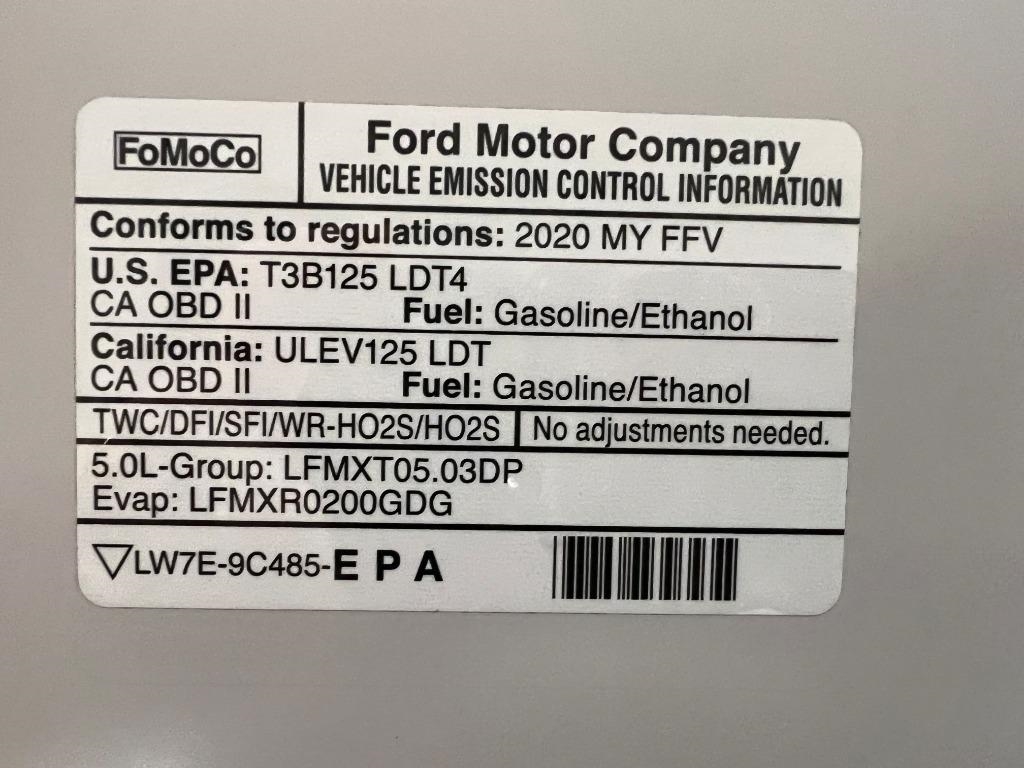 FoMoCo
Ford Motor Company
VEHICLE EMISSION CONTROL INFORMATION
Conforms to regulations: 2020 MY FFV
U.S. EPA: T3B125 LDT4
CA OBD II Fuel: Gasoline/Ethanol
California: ULEV125 LDT
CA OBD II Fuel: Gasoline/Ethanol
TWC/DFI/SFI/WR-HO2S/HO2S No adjustments needed.
5.0L-Group: LFMXT05.03DP
Evap: LFMXR0200GDG
LW7E-9C485-E P A